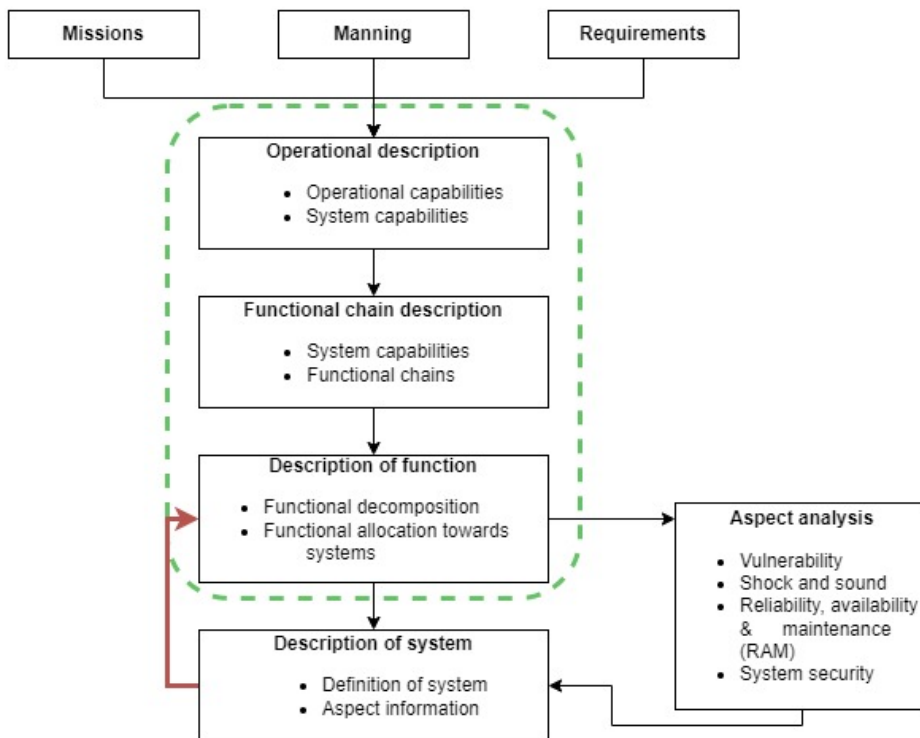 Missions
Manning
Requirements
Operational description
• Operational capabilities
• System capabilities
Functional chain description
• System capabilities
• Functional chains
Description of function
• Functional decomposition
• Functional allocation towards
systems
Aspect analysis
• Vulnerability
• Shock and sound
• Reliability, availability
& maintenance
(RAM)
• System security
Description of system
• Definition of system
• Aspect information